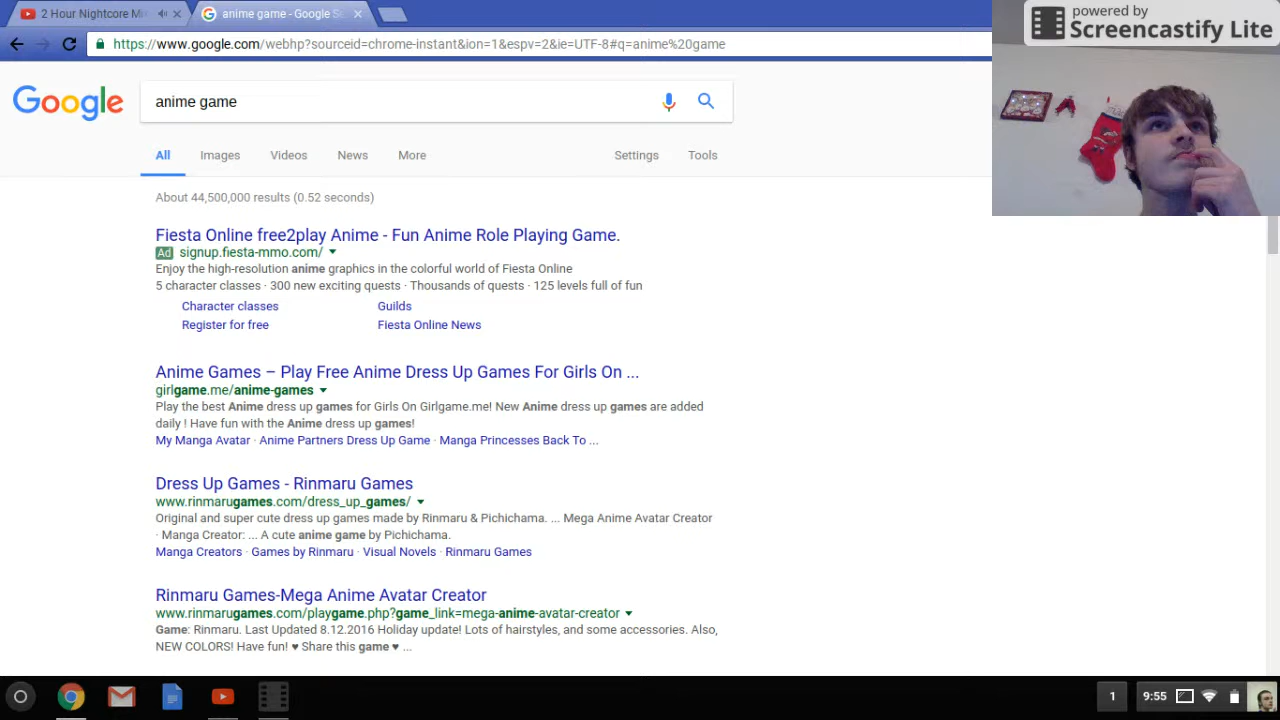 2 Hour Nightcore Mi
anime game - Google S
https://www.google.com/webhp?sourceid=chrome-instant&ion=1&espv=2&ie=UTF-8#q=anime%20game
powered by
Screencastify Lite
Google
anime game
All Images Videos News More Settings Tools
About 44,500,000 results (0.52 seconds)
Fiesta Online free2play Anime - Fun Anime Role Playing Game.
Ad signup.fiesta-mmo.com/
Enjoy the high-resolution anime graphics in the colorful world of Fiesta Online
5 character classes · 300 new exciting quests · Thousands of quests · 125 levels full of fun
Character classes Guilds
Register for free Fiesta Online News
Anime Games – Play Free Anime Dress Up Games For Girls On ...
girlgame.me/anime-games
Play the best Anime dress up games for Girls On Girlgame.me! New Anime dress up games are added
daily ! Have fun with the Anime dress up games!
My Manga Avatar · Anime Partners Dress Up Game · Manga Princesses Back To ...
Dress Up Games - Rinmaru Games
www.rinmarugames.com/dress_up_games/
Original and super cute dress up games made by Rinmaru & Pichichama. ... Mega Anime Avatar Creator
· Manga Creator: ... A cute anime game by Pichichama.
Manga Creators · Games by Rinmaru · Visual Novels · Rinmaru Games
Rinmaru Games-Mega Anime Avatar Creator
www.rinmarugames.com/playgame.php?game_link=mega-anime-avatar-creator
Game: Rinmaru. Last Updated 8.12.2016 Holiday update! Lots of hairstyles, and some accessories. Also,
NEW COLORS! Have fun! ♥ Share this game ♥ ...
1 9:55